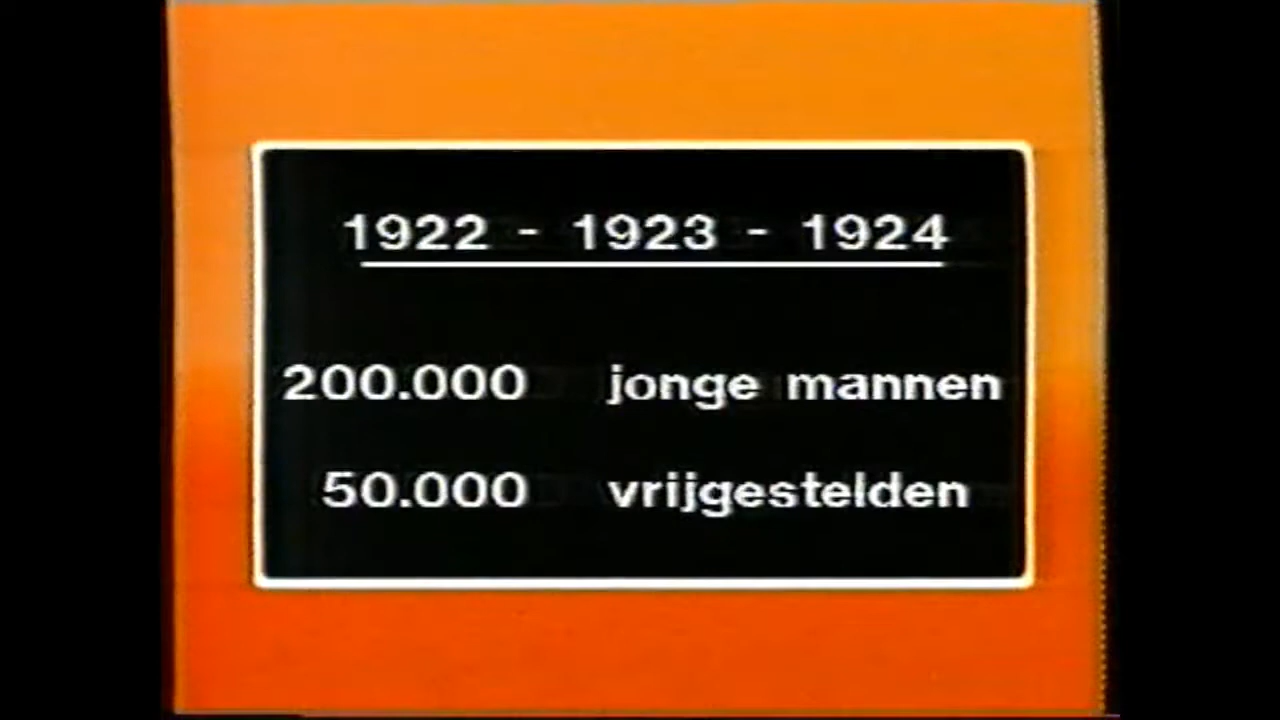 1922 - 1923 - 1924
200.000 jonge mannen
50.000 vrijgestelden